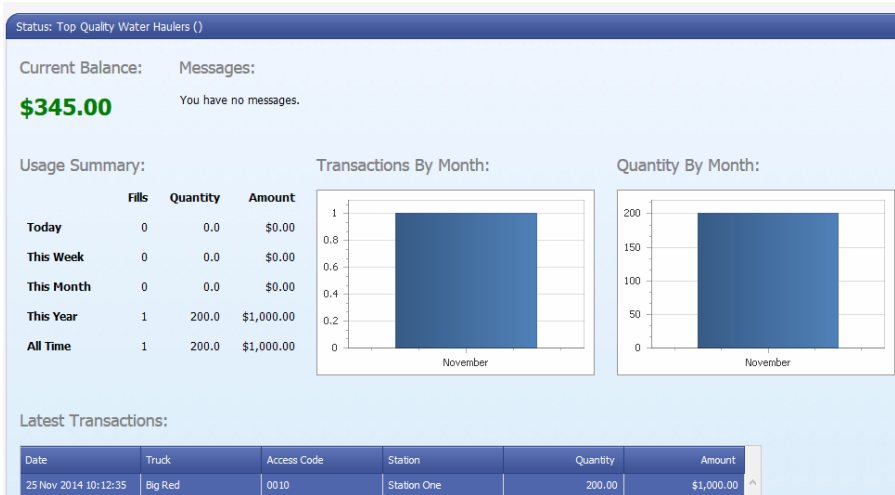 Status: Top Quality Water Haulers ()
Current Balance: Messages:
$345.00 You have no messages.
Usage Summary: Transactions By Month: Quantity By Month:
Fills Quantity Amount
Today 0 0.0 $0.00
This Week 0 0.0 $0.00
This Month 0 0.0 $0.00
This Year 1 200.0 $1,000.00
All Time 1 200.0 $1,000.00
1
0.8
0.6
0.4
0.2
0
November
200
150
100
50
0
November
Latest Transactions:
Date Truck Access Code Station Quantity Amount
25 Nov 2014 10:12:35 Big Red 0010 Station One 200.00 $1,000.00